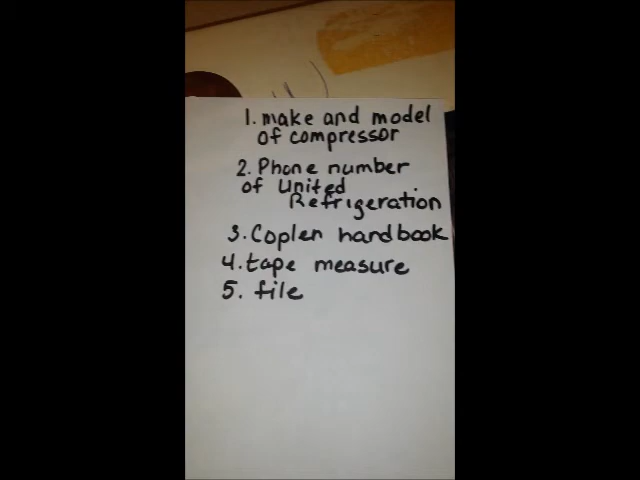 1. make and model
of compressor
2. Phone number
of United
Refrigeration
3. Coplen handbook
4. tape measure
5. file